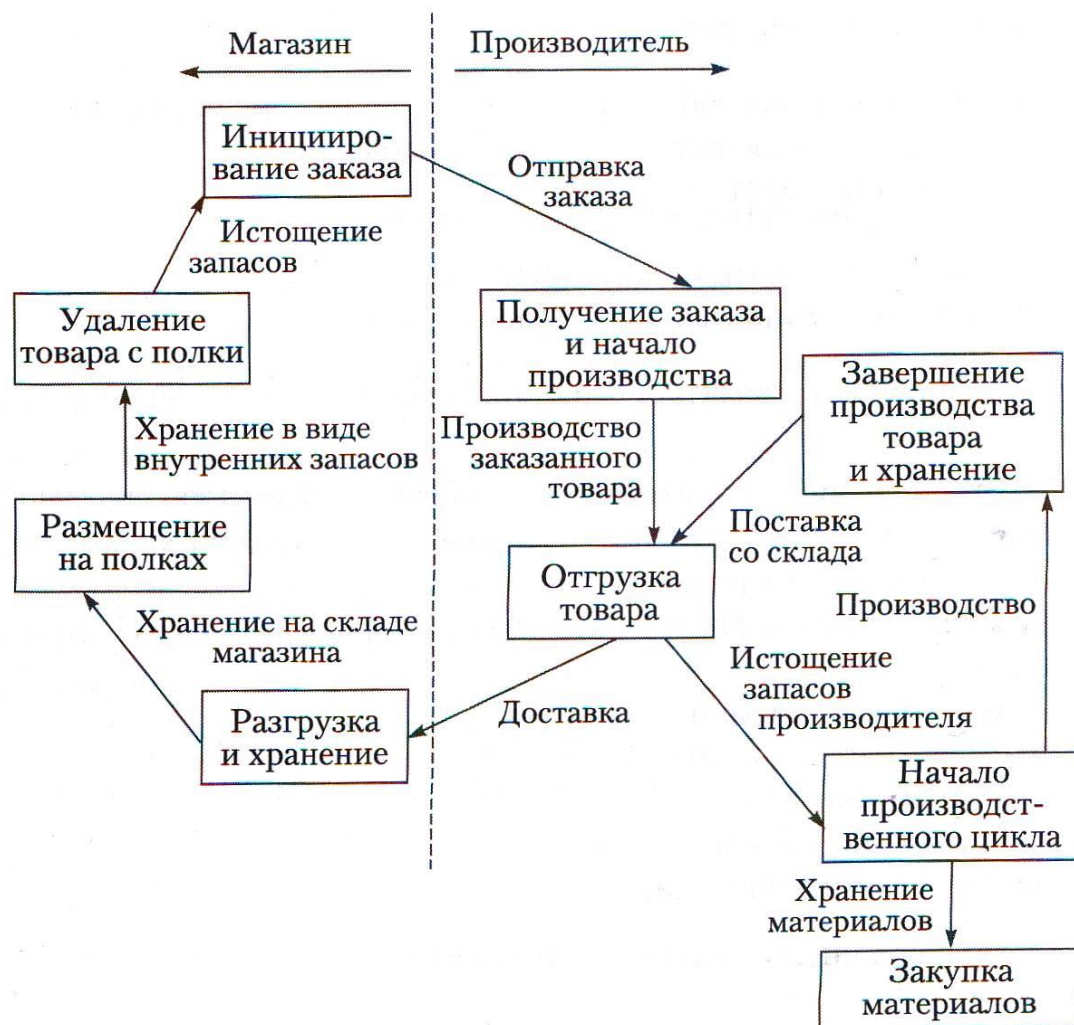 Магазин
Производитель
Иницииро-
вание заказа
Отправка
заказа
Истощение
запасов
Удаление
товара с полки
Получение заказа
и начало
производства
Завершение
производства
товара
и хранение
Хранение в виде
внутренних запасов
Производство
заказанного
товара
Размещение
на полках
Поставка
со склада
Отгрузка
товара
Производство
Хранение на складе
магазина
Истощение
запасов
производителя
Разгрузка
и хранение
Доставка
Начало
производст-
венного цикла
Хранение
материалов
Закупка
материалов